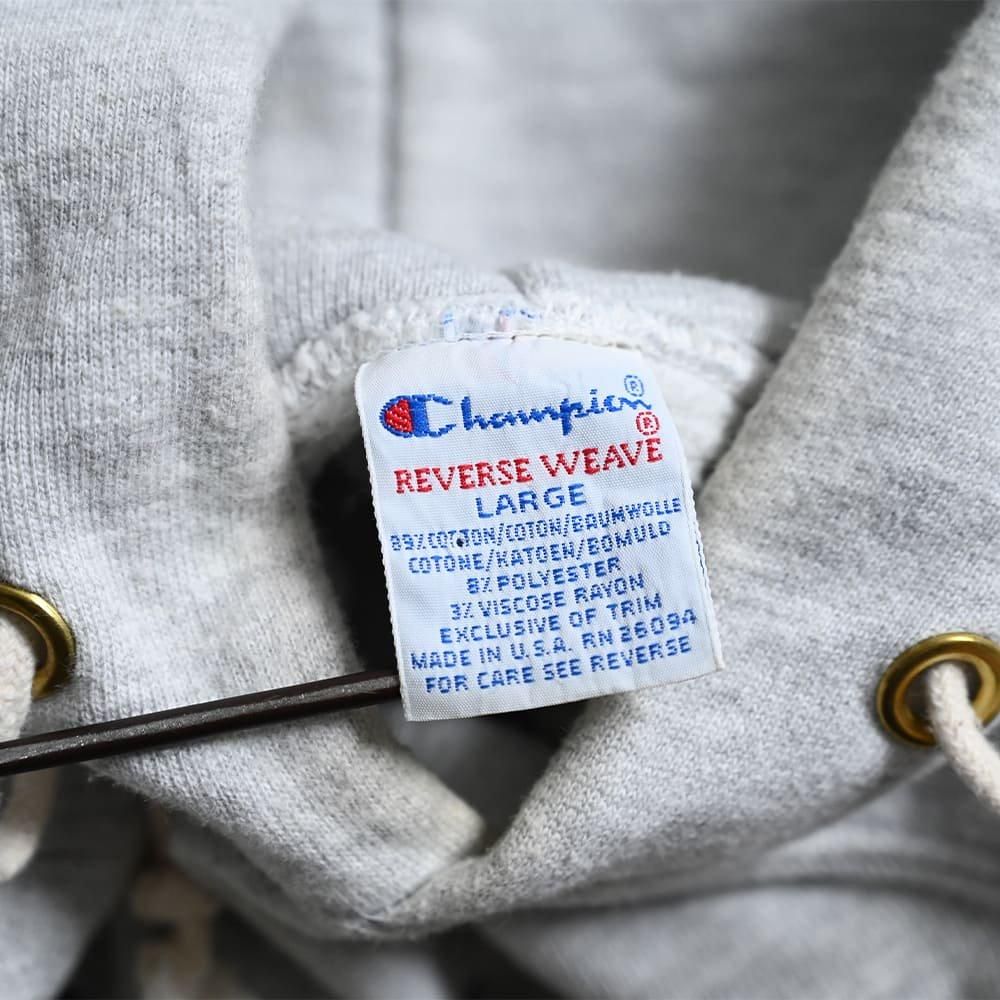 Champion®
®
REVERSE WEAVE
LARGE
89% COTTON/COTON/BAUMWOLLE
COTONE/KATOEN/BOMULD
8% POLYESTER
3% VISCOSE RAYON
EXCLUSIVE OF TRIM
MADE IN U.S.A. RN 26094
FOR CARE SEE REVERSE